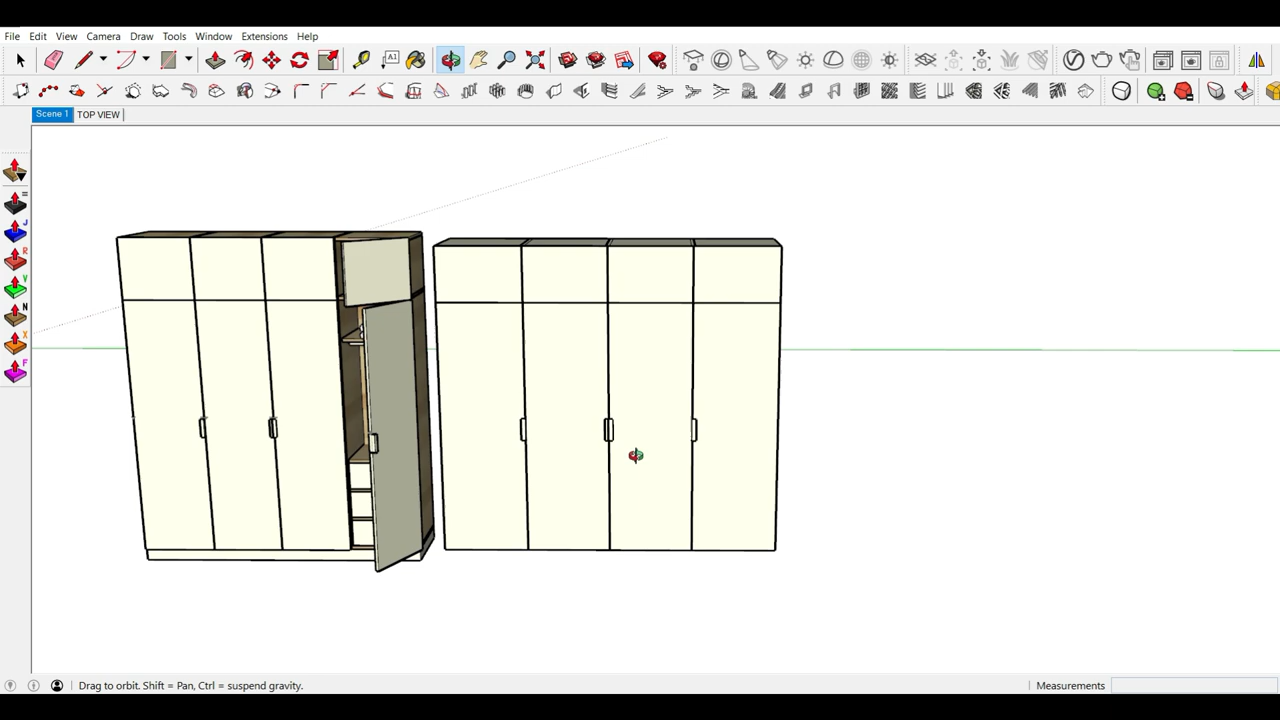 File Edit View Camera Draw Tools Window Extensions Help
A1
Scene 1 TOP VIEW
=
J
R
V
N
X
F
Drag to orbit. Shift = Pan, Ctrl = suspend gravity. Measurements